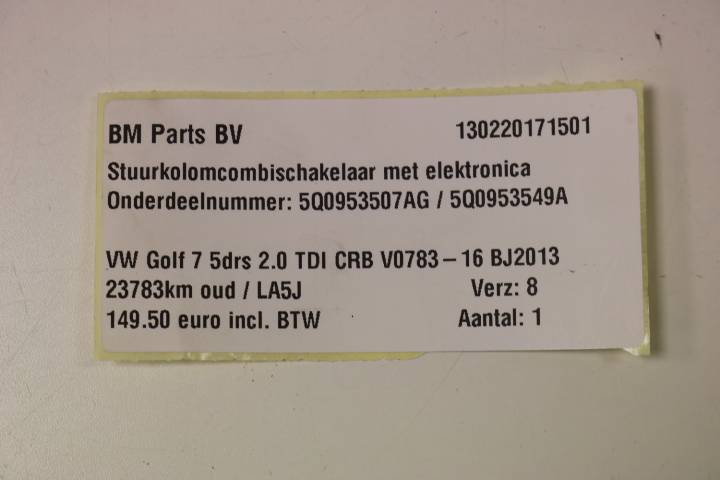 BM Parts BV 130220171501
Stuurkolomcombischakelaar met elektronica
Onderdeelnummer: 5Q0953507AG / 5Q0953549A
VW Golf 7 5drs 2.0 TDI CRB V0783-16 BJ2013
23783km oud / LA5J Verz: 8
149.50 euro incl. BTW Aantal: 1